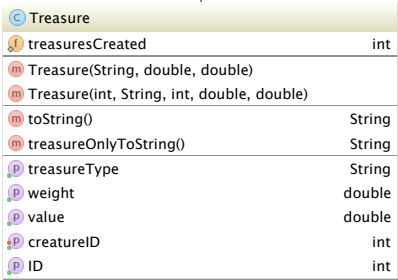 C Treasure
f treasuresCreated int
m Treasure(String, double, double)
m Treasure(int, String, int, double, double)
m toString() String
m treasureOnlyToString() String
p treasureType String
p weight double
p value double
p creatureID int
p ID int